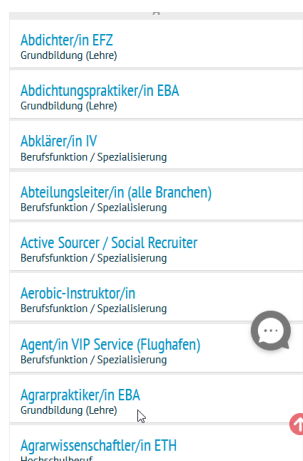 A
Abdichter/in EFZ
Grundbildung (Lehre)
Abdichtungspraktiker/in EBA
Grundbildung (Lehre)
Abklärer/in IV
Berufsfunktion / Spezialisierung
Abteilungsleiter/in (alle Branchen)
Berufsfunktion / Spezialisierung
Active Sourcer / Social Recruiter
Berufsfunktion / Spezialisierung
Aerobic-Instruktor/in
Berufsfunktion / Spezialisierung
Agent/in VIP Service (Flughafen)
Berufsfunktion / Spezialisierung
Agrarpraktiker/in EBA
Grundbildung (Lehre)
Agrarwissenschaftler/in ETH
Hochschulberuf